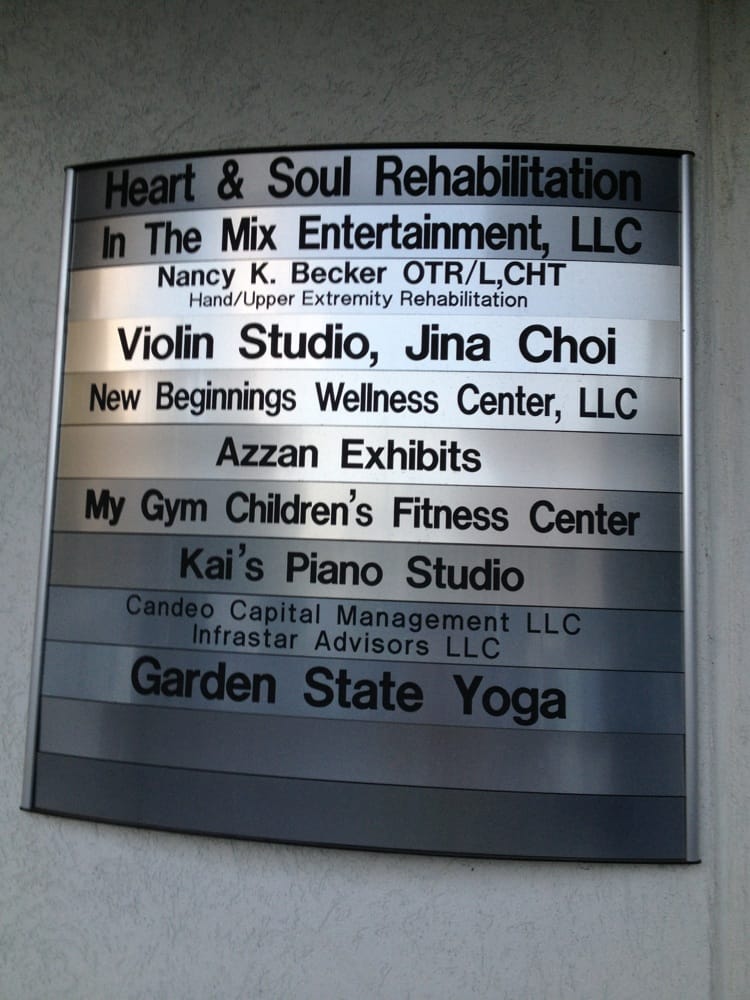 Heart & Soul Rehabilitation
In The Mix Entertainment, LLC
Nancy K. Becker OTR/L,CHT
Hand/Upper Extremity Rehabilitation
Violin Studio, Jina Choi
New Beginnings Wellness Center, LLC
Azzan Exhibits
My Gym Children's Fitness Center
Kai's Piano Studio
Candeo Capital Management LLC
Infrastar Advisors LLC
Garden State Yoga